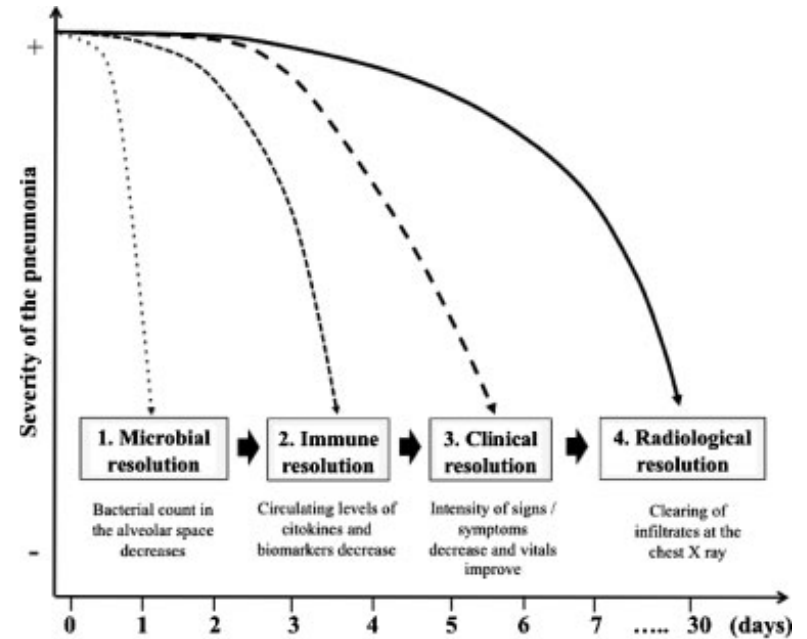 +
Severity of the pneumonia
-
1. Microbial
resolution
2. Immune
resolution
3. Clinical
resolution
4. Radiological
resolution
Bacterial count in
the alveolar space
decreases
Circulating levels of
citokines and
biomarkers decrease
Intensity of signs /
symptoms
decrease and vitals
improve
Clearing of
infiltrates at the
chest X ray
0 1 2 3 4 5 6 7 ..... 30 (days)